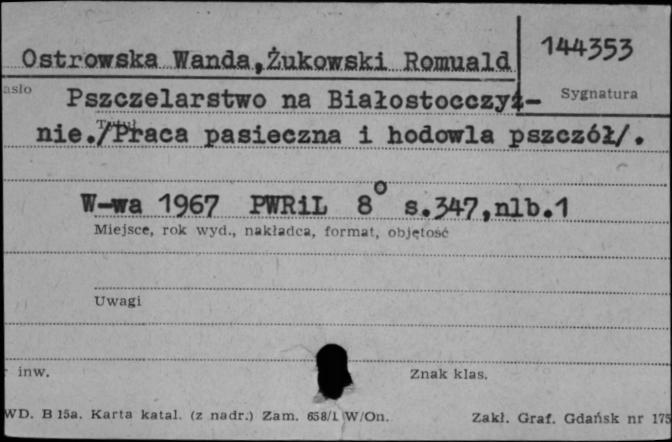 Ostrowska Wanda,Żukowski Romuald
144353
asło
Sygnatura
Pszczelarstwo na Białostocczyź-
Tytuł
nie./Praca pasieczna i hodowla pszczół/.
W-wa 1967 PWRiL 8° s.347,nlb.1
Miejsce, rok wyd., nakładca, format, objętość
Uwagi
r inw.
Znak klas.
WD. B 15a. Karta katal. (z nadr.) Zam. 658/1 W/On.
Zakł. Graf. Gdańsk nr 175